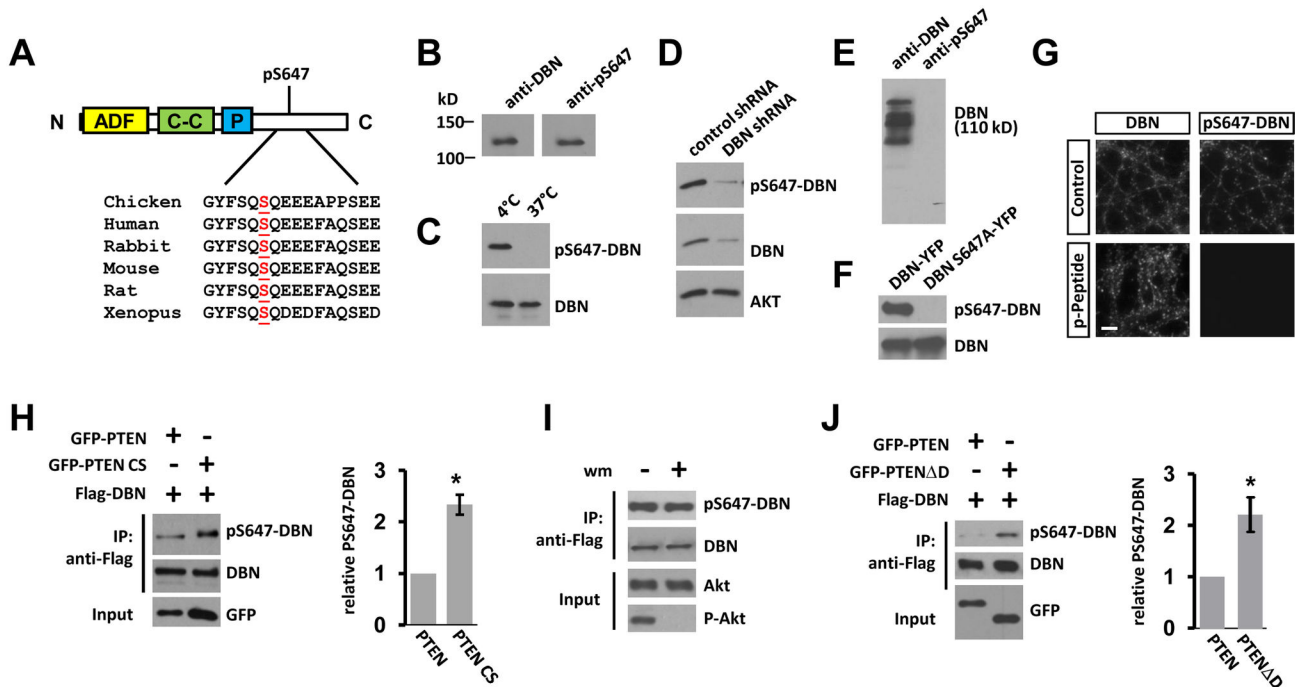 A
pS647
N ADF C-C P C
Chicken GYFSQSQEEEAPPSEE
Human GYFSQSQEEEFAQSEE
Rabbit GYFSQSQEEEFAQSEE
Mouse GYFSQSQEEEFAQSEE
Rat GYFSQSQEEEFAQSEE
Xenopus GYFSQSQDEDFAQSED
B
anti-DBN
anti-pS647
kD
150
100
C
4°C
37°C
pS647-DBN
DBN
D
control shRNA
DBN shRNA
pS647-DBN
DBN
AKT
E
anti-DBN
anti-pS647
DBN
(110 kD)
F
DBN-YFP
DBN S647A-YFP
pS647-DBN
DBN
G
DBN
pS647-DBN
Control
p-Peptide
H
GFP-PTEN + -
GFP-PTEN CS - +
Flag-DBN + +
IP:
anti-Flag
pS647-DBN
DBN
Input
GFP
relative PS647-DBN
3
2
1
0
*
PTEN
PTEN CS
I
wm - +
IP:
anti-Flag
pS647-DBN
DBN
Input
Akt
P-Akt
J
GFP-PTEN + -
GFP-PTENΔD - +
Flag-DBN + +
IP:
anti-Flag
pS647-DBN
DBN
Input
GFP
relative PS647-DBN
3
2
1
0
*
PTEN
PTENΔD